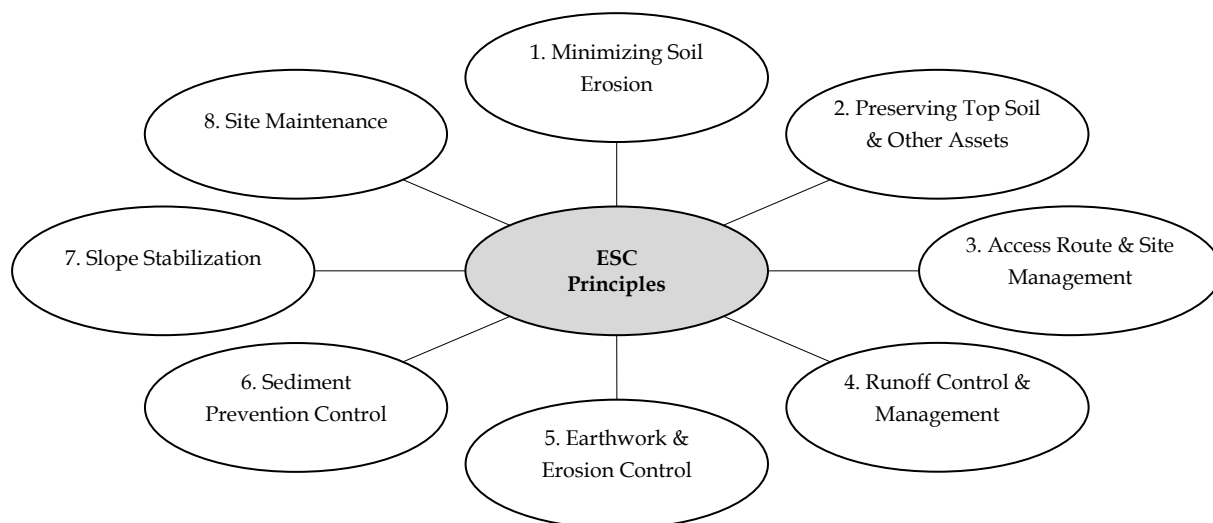 1. Minimizing Soil
Erosion
2. Preserving Top Soil
& Other Assets
3. Access Route & Site
Management
4. Runoff Control &
Management
5. Earthwork &
Erosion Control
6. Sediment
Prevention Control
7. Slope Stabilization
8. Site Maintenance
ESC
Principles